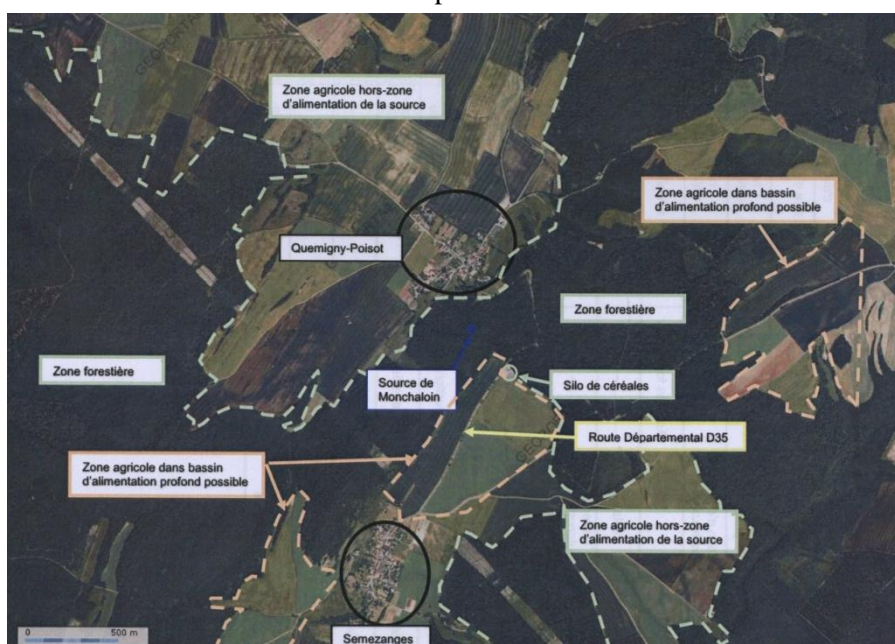 Zone agricole hors-zone
d'alimentation de la source
Zone agricole dans bassin
d'alimentation profond possible
Quemigny-Poisot
Zone forestière
Zone forestière
Source de
Monchaloin
Silo de céréales
Route Départemental D35
Zone agricole dans bassin
d'alimentation profond possible
Zone agricole hors-zone
d'alimentation de la source
Semezanges
0 500 m